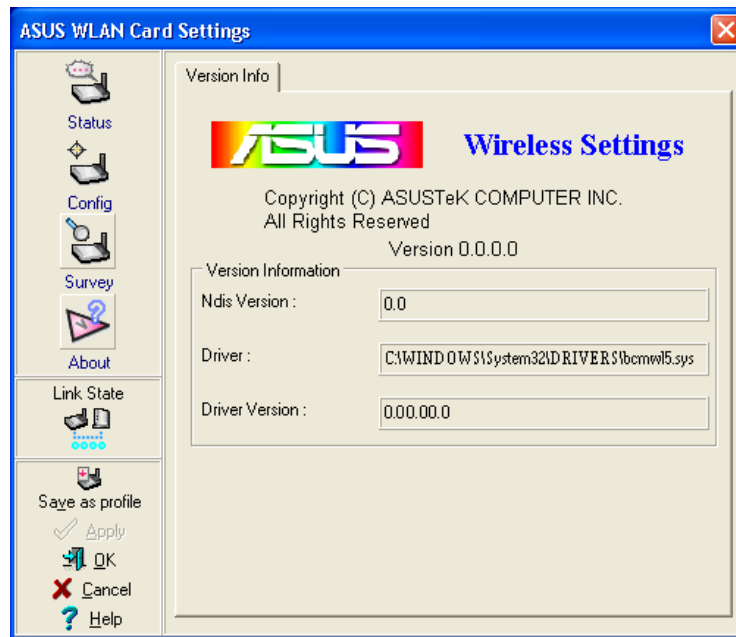 ASUS WLAN Card Settings
Status
Config
Survey
About
Link State
Save as profile
Apply
OK
Cancel
Help
Version Info
ASUS
Wireless Settings
Copyright (C) ASUSTeK COMPUTER INC.
All Rights Reserved
Version 0.0.0.0
Version Information
Ndis Version :
0.0
Driver :
C:\WINDOWS\System32\DRIVERS\bcmwl5.sys
Driver Version :
0.00.00.0